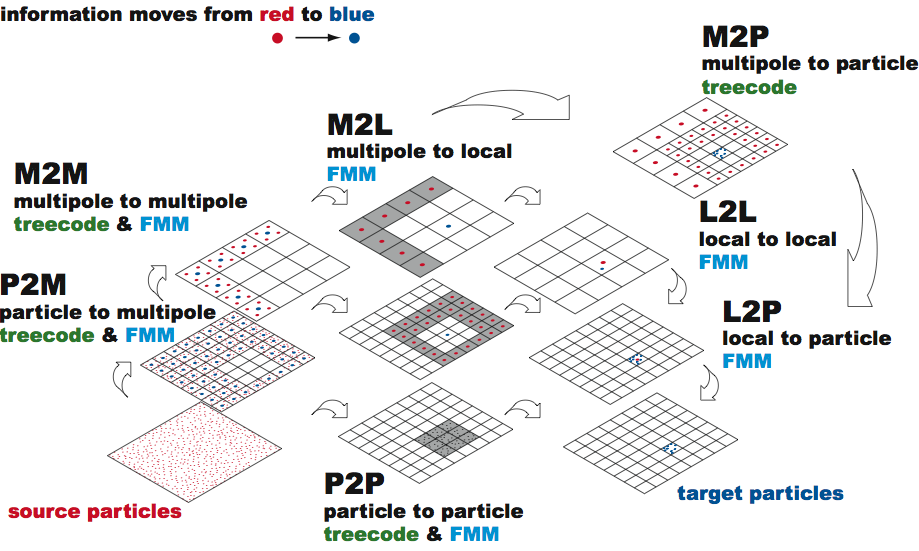 information moves from red to blue
M2P
multipole to particle
treecode
M2L
multipole to local
FMM
M2M
multipole to multipole
treecode & FMM
L2L
local to local
FMM
P2M
particle to multipole
treecode & FMM
L2P
local to particle
FMM
P2P
particle to particle
treecode & FMM
source particles
target particles